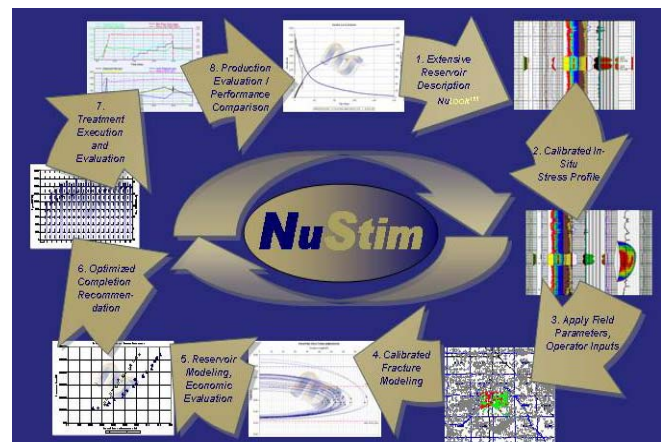 8. Production
Evaluation /
Performance
Comparison
1. Extensive
Reservoir
Description
NuLOOK™
2. Calibrated In-
Situ
Stress Profile
3. Apply Field
Parameters,
Operator Inputs
4. Calibrated
Fracture
Modeling
5. Reservoir
Modeling,
Economic
Evaluation
6. Optimized
Completion
Recommen-
dation
7.
Treatment
Execution
and
Evaluation
NuStim